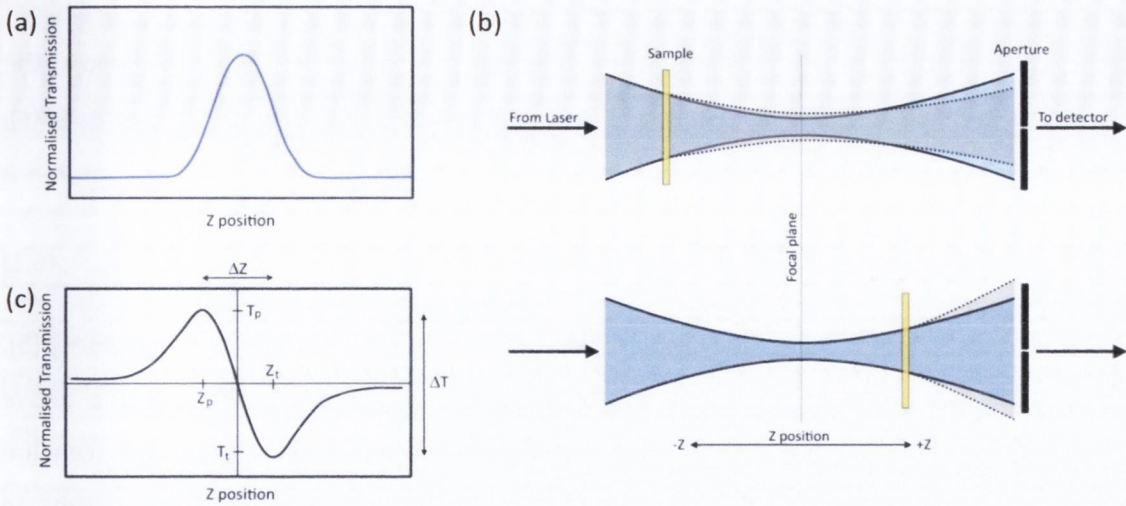 (a)
Normalised Transmission
Z position
(b)
Sample
Aperture
From Laser
To detector
Focal plane
-Z
Z position
+Z
(c)
ΔZ
Normalised Transmission
Tp
Zt
Zp
ΔT
Tt
Z position